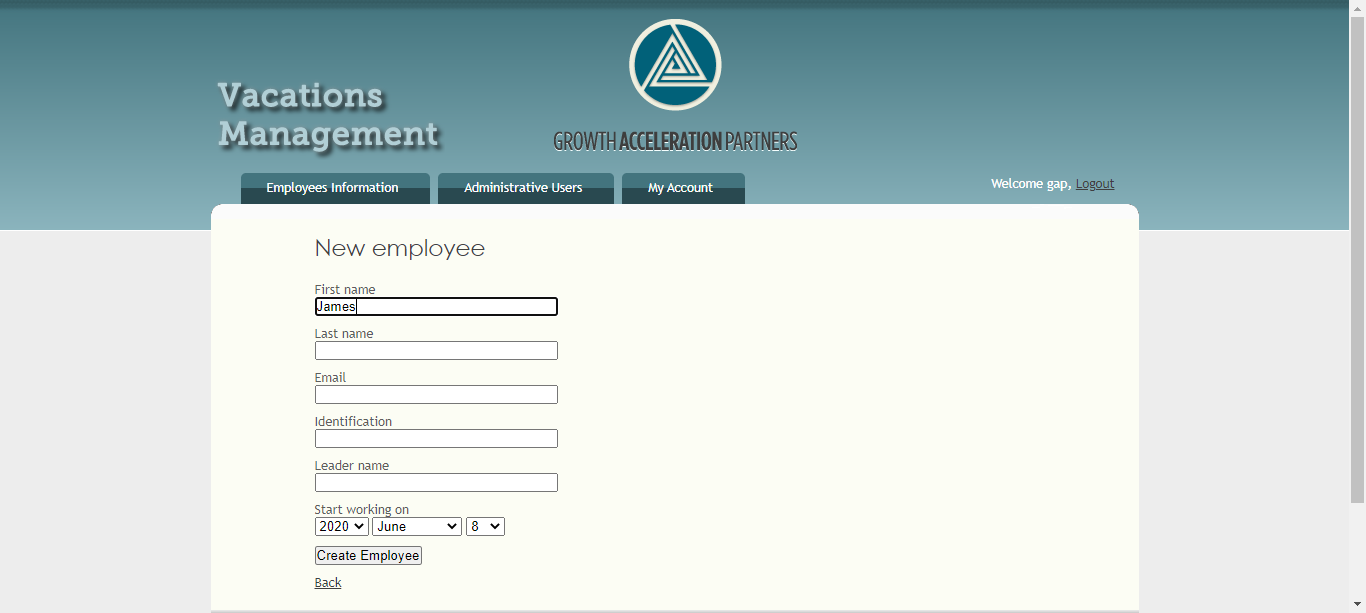 Vacations
Management
GROWTH ACCELERATION PARTNERS
Employees Information
Administrative Users
My Account
Welcome gap, Logout
New employee
First name
James
Last name
Email
Identification
Leader name
Start working on
2020 June 8
Create Employee
Back